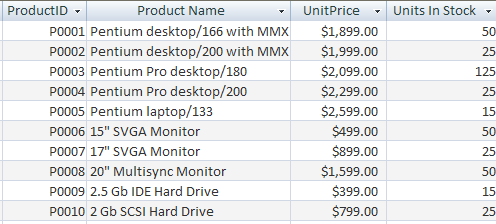 ProductID Product Name UnitPrice Units In Stock
P0001 Pentium desktop/166 with MMX $1,899.00 50
P0002 Pentium desktop/200 with MMX $1,999.00 25
P0003 Pentium Pro desktop/180 $2,099.00 125
P0004 Pentium Pro desktop/200 $2,299.00 25
P0005 Pentium laptop/133 $2,599.00 15
P0006 15" SVGA Monitor $499.00 50
P0007 17" SVGA Monitor $899.00 25
P0008 20" Multisync Monitor $1,599.00 50
P0009 2.5 Gb IDE Hard Drive $399.00 15
P0010 2 Gb SCSI Hard Drive $799.00 25